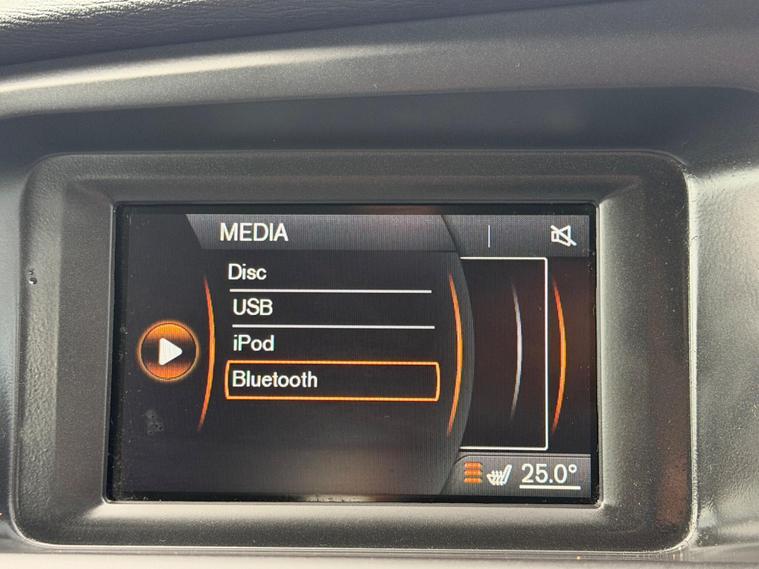 MEDIA
Disc
USB
iPod
Bluetooth
25.0°